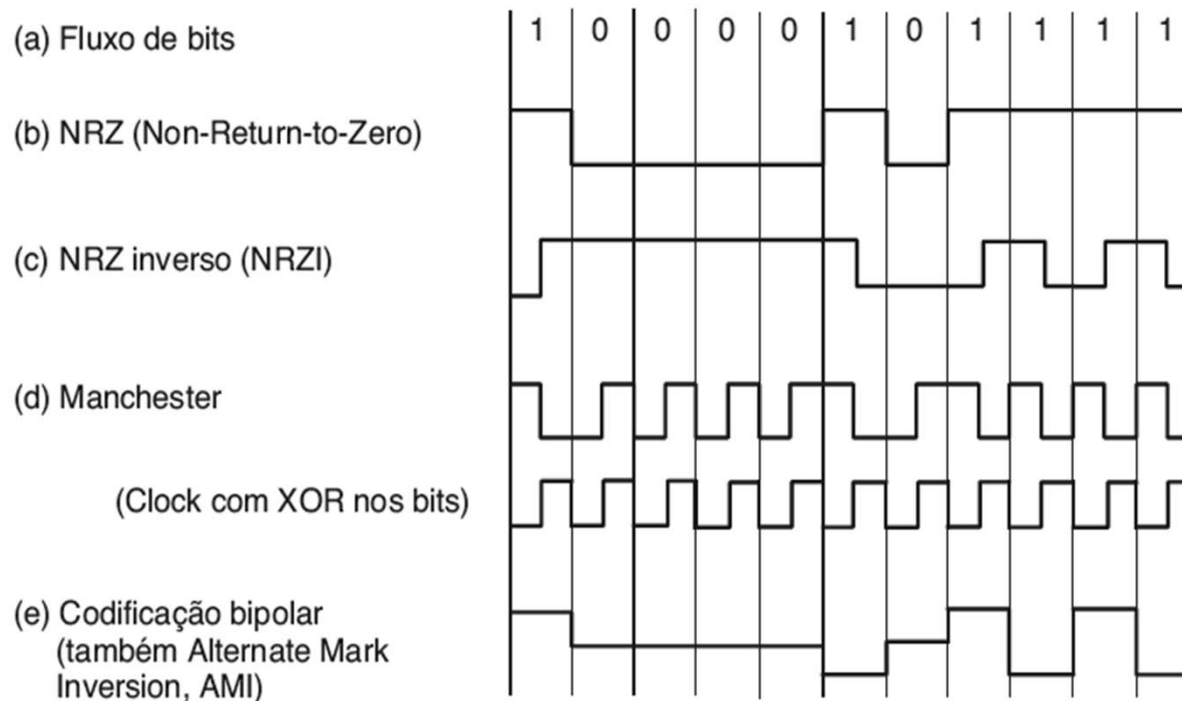 (a) Fluxo de bits 1 0 0 0 0 1 0 1 1 1 1
(b) NRZ (Non-Return-to-Zero)
(c) NRZ inverso (NRZI)
(d) Manchester
(Clock com XOR nos bits)
(e) Codificação bipolar
(também Alternate Mark
Inversion, AMI)